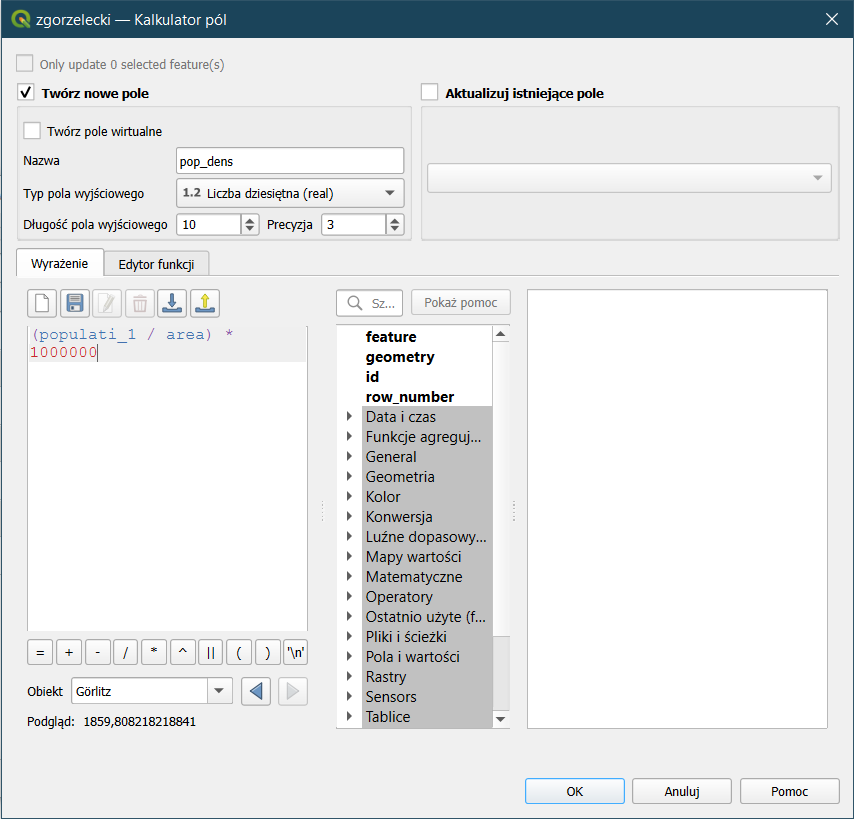 zgorzelecki — Kalkulator pól
Only update 0 selected feature(s)
Twórz nowe pole
Aktualizuj istniejące pole
Twórz pole wirtualne
Nazwa pop_dens
Typ pola wyjściowego 1.2 Liczba dziesiętna (real)
Długość pola wyjściowego 10 Precyzja 3
Wyrażenie Edytor funkcji
Sz... Pokaż pomoc
(populati_1 / area) *
1000000
feature
geometry
id
row_number
Data i czas
Funkcje agreguj...
General
Geometria
Kolor
Konwersja
Luźne dopasowy...
Mapy wartości
Matematyczne
Operatory
Ostatnio użyte (f...
Pliki i ścieżki
Pola i wartości
Rastry
Sensors
Tablice
= + - / * ^ || ( ) '\n'
Obiekt Görlitz
Podgląd: 1859,808218218841
OK Anuluj Pomoc